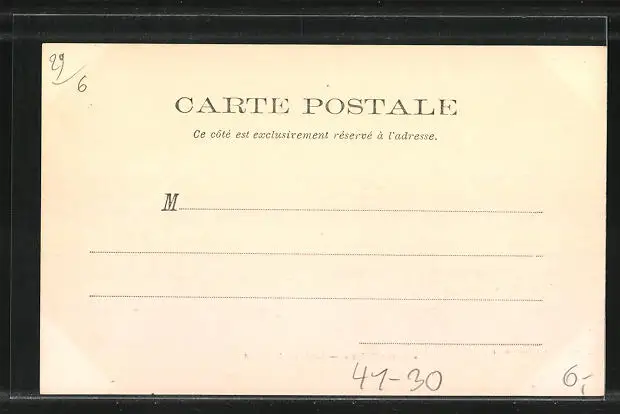 29/6
CARTE POSTALE
Ce côté est exclusivement réservé à l'adresse.
M
41-30
6,-